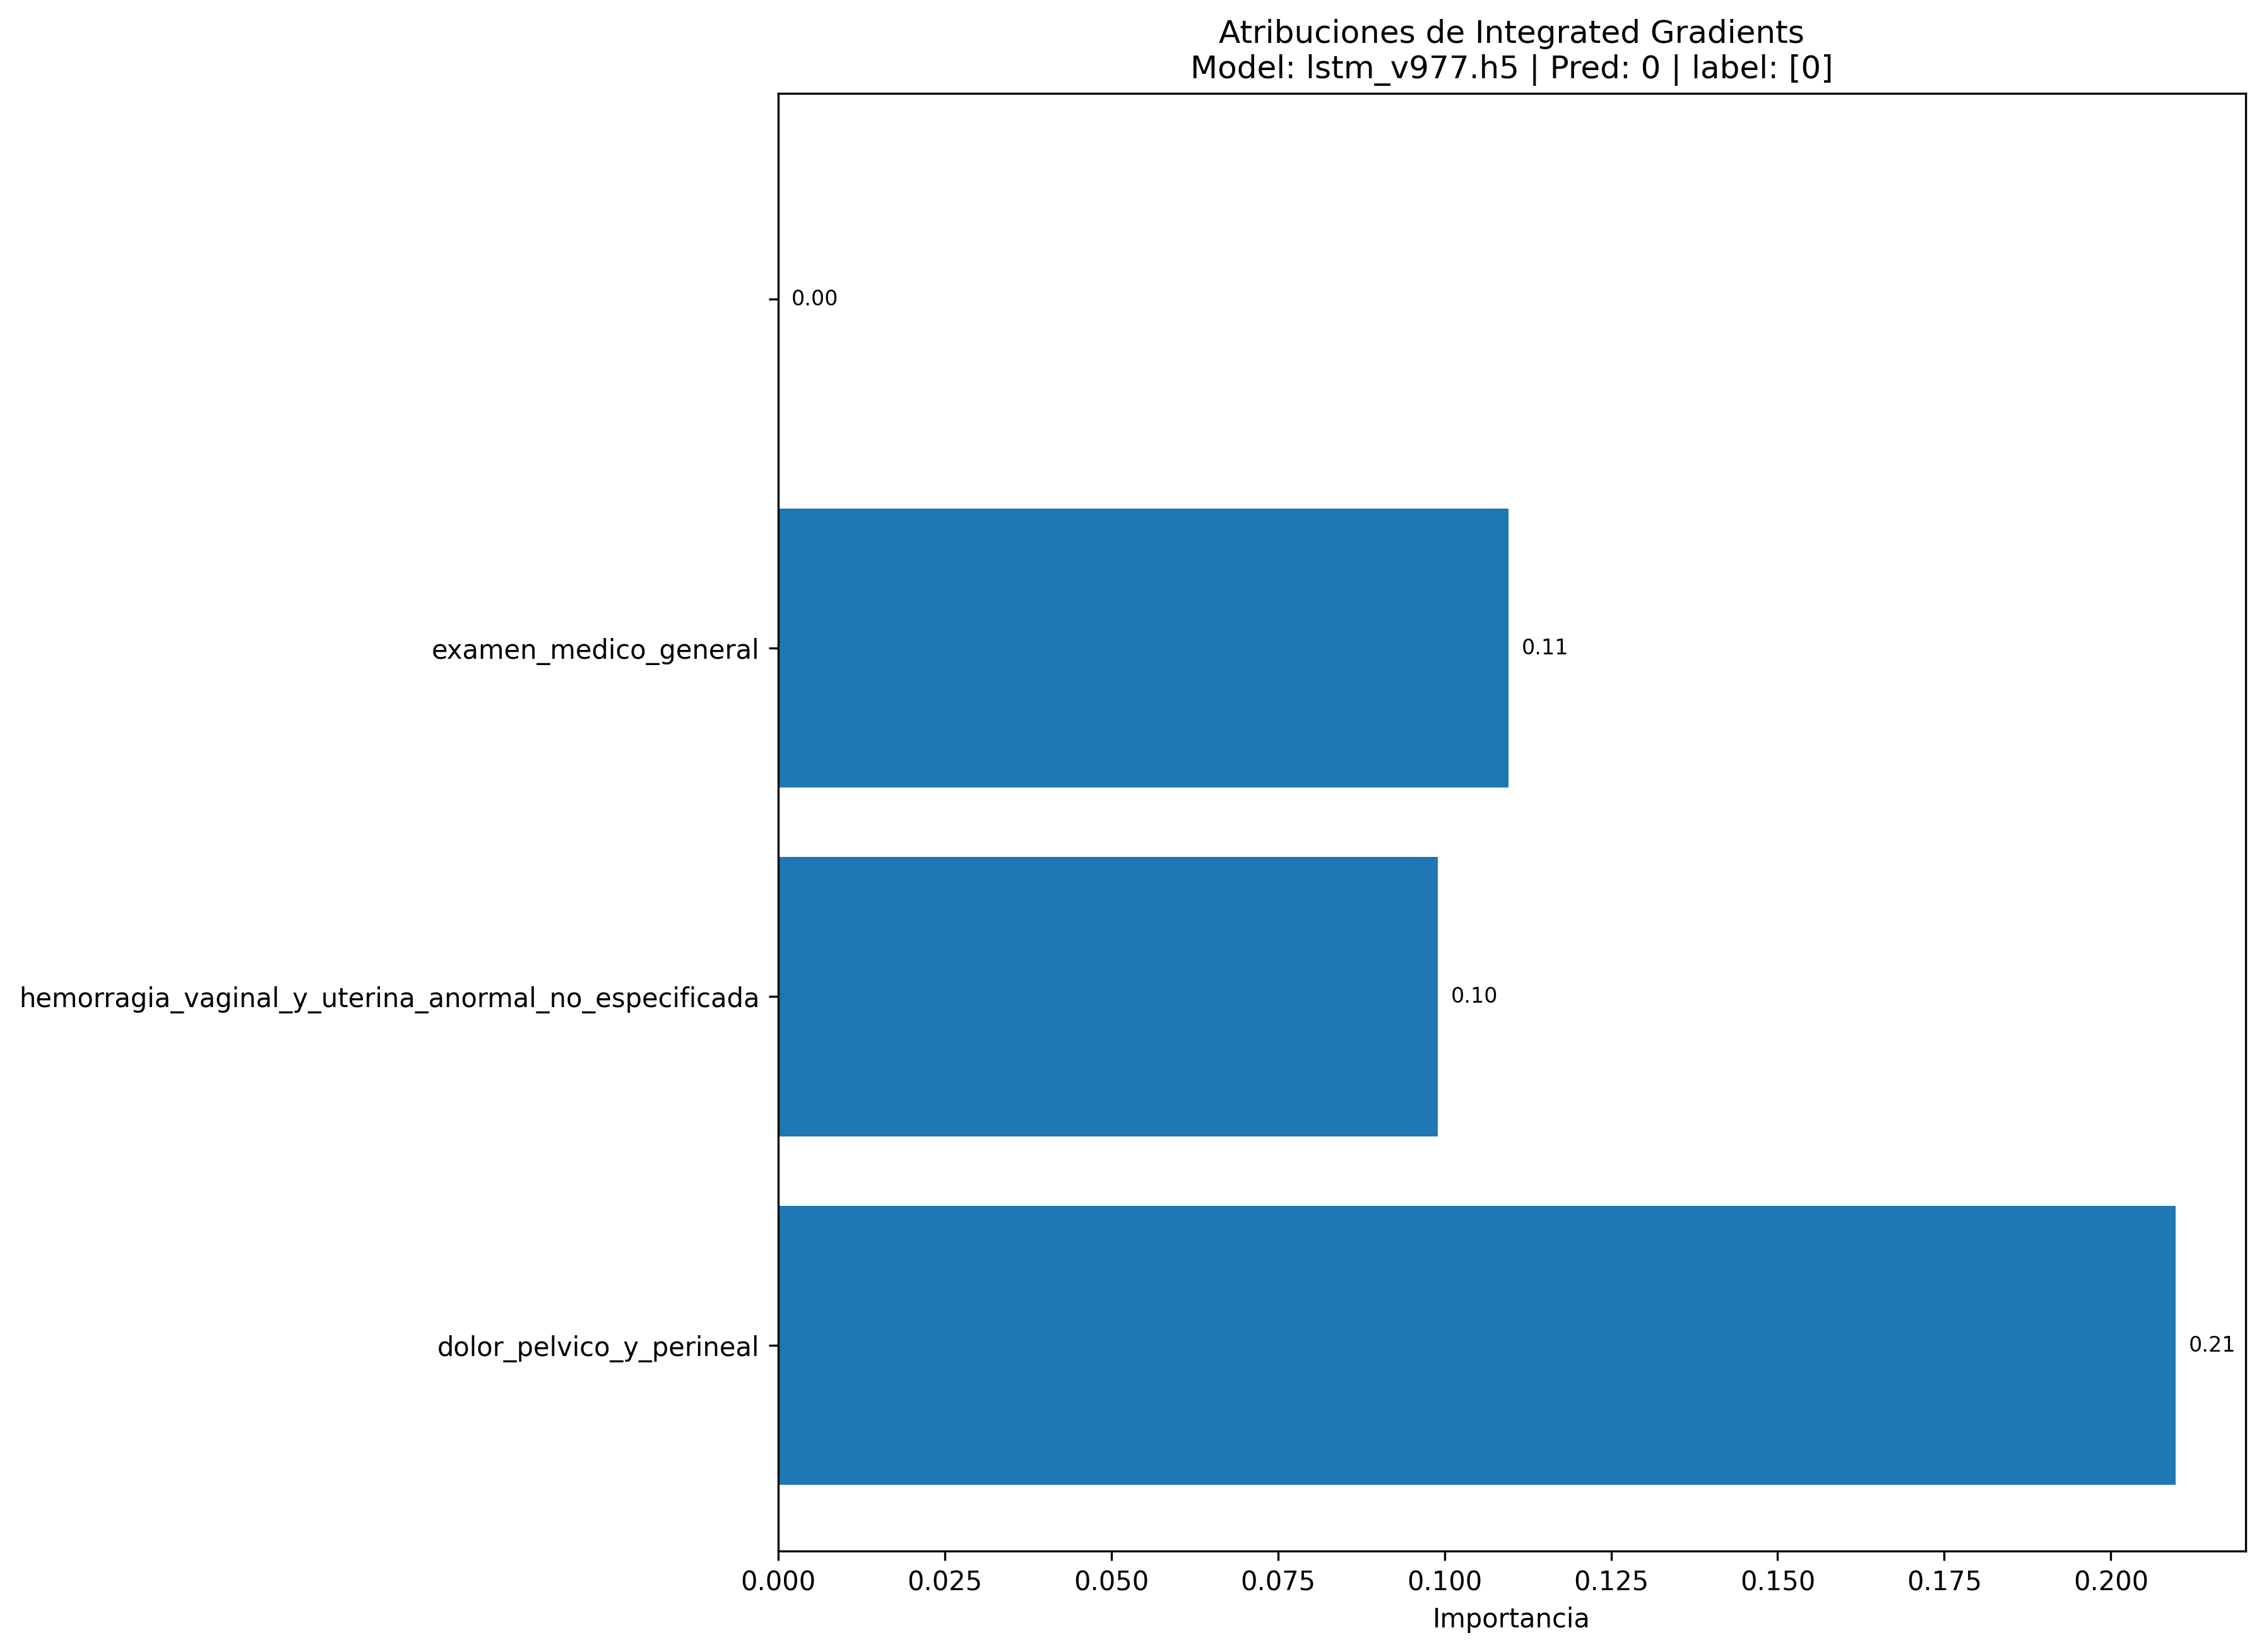 Atribuciones de Integrated Gradients
Model: lstm_v977.h5 | Pred: 0 | label: [0]
0.00
examen_medico_general
0.11
hemorragia_vaginal_y_uterina_anormal_no_especificada
0.10
dolor_pelvico_y_perineal
0.21
0.000 0.025 0.050 0.075 0.100 0.125 0.150 0.175 0.200
Importancia